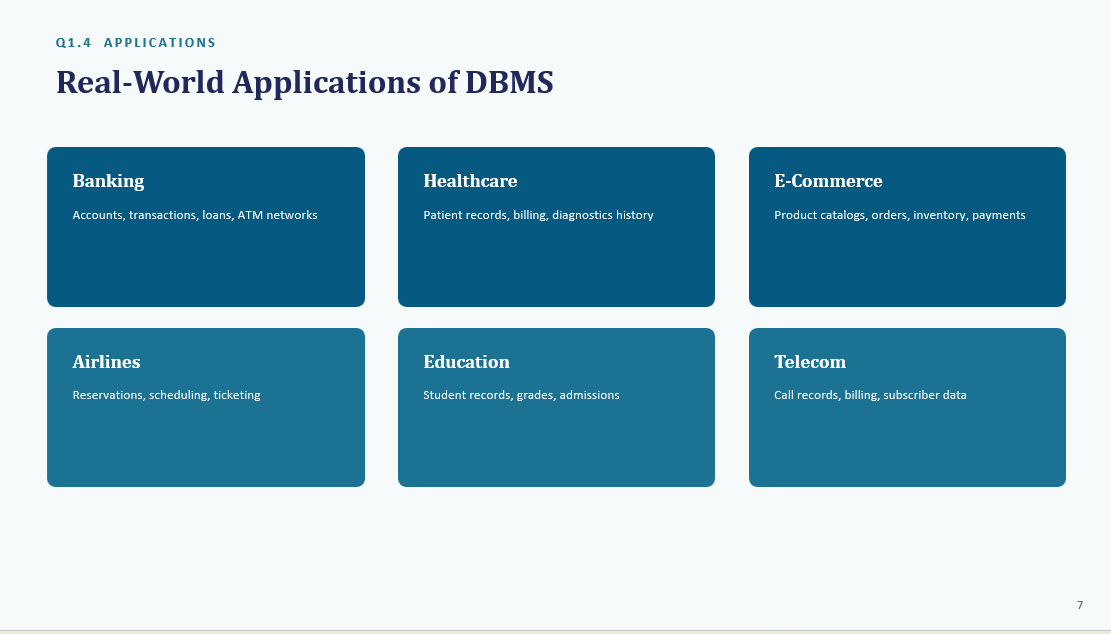 Q1.4 APPLICATIONS
Real-World Applications of DBMS
Banking
Accounts, transactions, loans, ATM networks
Healthcare
Patient records, billing, diagnostics history
E-Commerce
Product catalogs, orders, inventory, payments
Airlines
Reservations, scheduling, ticketing
Education
Student records, grades, admissions
Telecom
Call records, billing, subscriber data
7